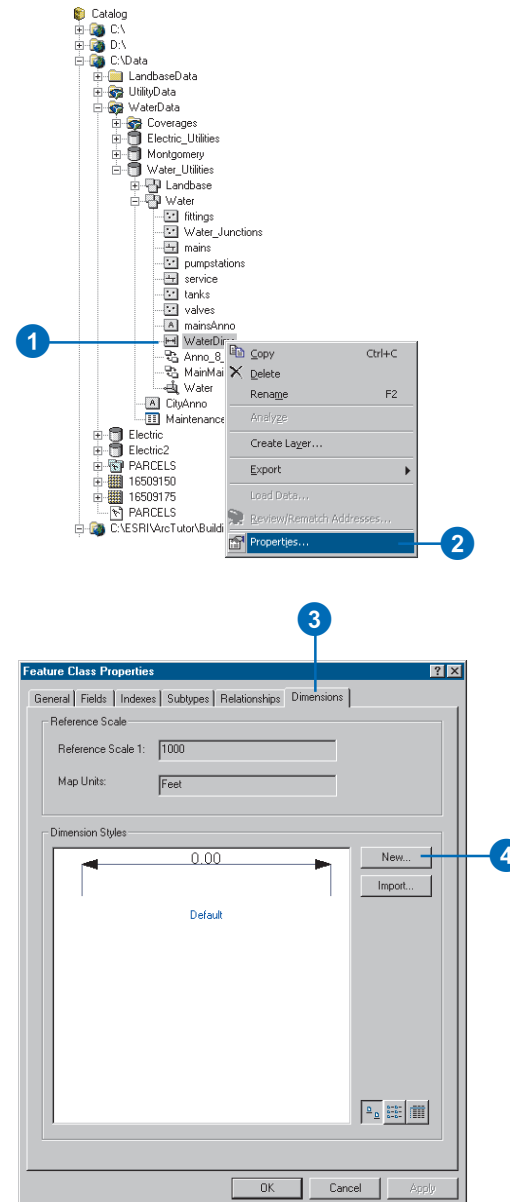 Catalog
C:\
D:\
C:\Data
LandbaseData
UtilityData
WaterData
Coverages
Electric_Utilities
Montgomery
Water_Utilities
Landbase
Water
fittings
Water_Junctions
mains
pumpstations
service
tanks
valves
mainsAnno
1
WaterDim
Copy Ctrl+C
Anno_8_
Delete
MainMai
Rename F2
Water
CityAnno
Analyze
Maintenance
Create Layer...
Electric
Electric2
Export
PARCELS
16509150
Load Data...
16509175
Review/Rematch Addresses...
PARCELS
C:\ESRI\ArcTutor\Buildi
Properties...
2
3
Feature Class Properties
General Fields Indexes Subtypes Relationships Dimensions
Reference Scale
Reference Scale 1: 1000
Map Units: Feet
Dimension Styles
0.00
New...
4
Import...
Default
OK Cancel Apply